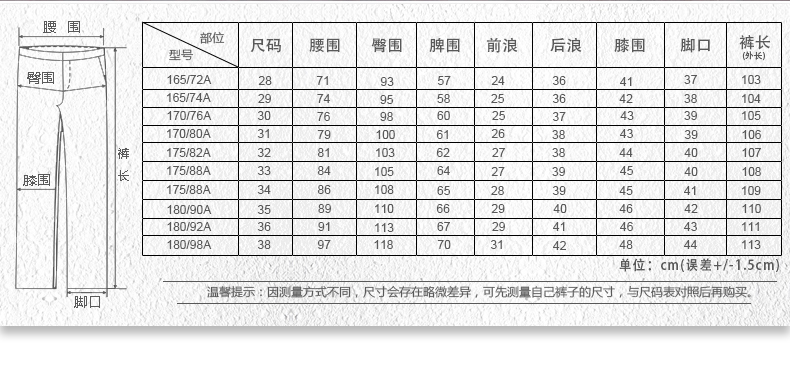 腰 围
臀围
膝围
裤长
脚口
部位
型号 尺码 腰围 臀围 脾围 前浪 后浪 膝围 脚口 裤长
(外长)
165/72A 28 71 93 57 24 36 41 37 103
165/74A 29 74 95 58 25 36 42 38 104
170/76A 30 76 98 60 25 37 43 39 105
170/80A 31 79 100 61 26 38 43 39 106
175/82A 32 81 103 62 27 38 44 40 107
175/88A 33 84 105 64 27 39 45 40 108
175/88A 34 86 108 65 28 39 45 41 109
180/90A 35 89 110 66 29 40 46 42 110
180/92A 36 91 113 67 29 41 46 43 111
180/98A 38 97 118 70 31 42 48 44 113
单位：cm(误差+/-1.5cm)
温馨提示：因测量方式不同，尺寸会存在略微差异，可先测量自己裤子的尺寸，与尺码表对照后再购买。